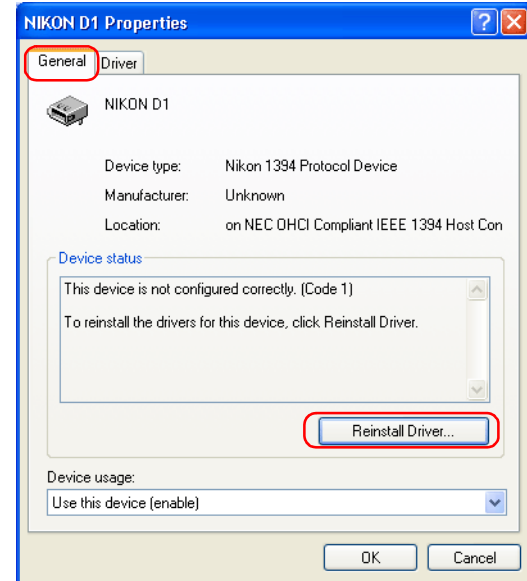 NIKON D1 Properties
General
Driver
NIKON D1
Device type: Nikon 1394 Protocol Device
Manufacturer: Unknown
Location: on NEC OHCI Compliant IEEE 1394 Host Con
Device status
This device is not configured correctly. (Code 1)
To reinstall the drivers for this device, click Reinstall Driver.
Reinstall Driver...
Device usage:
Use this device (enable)
OK Cancel